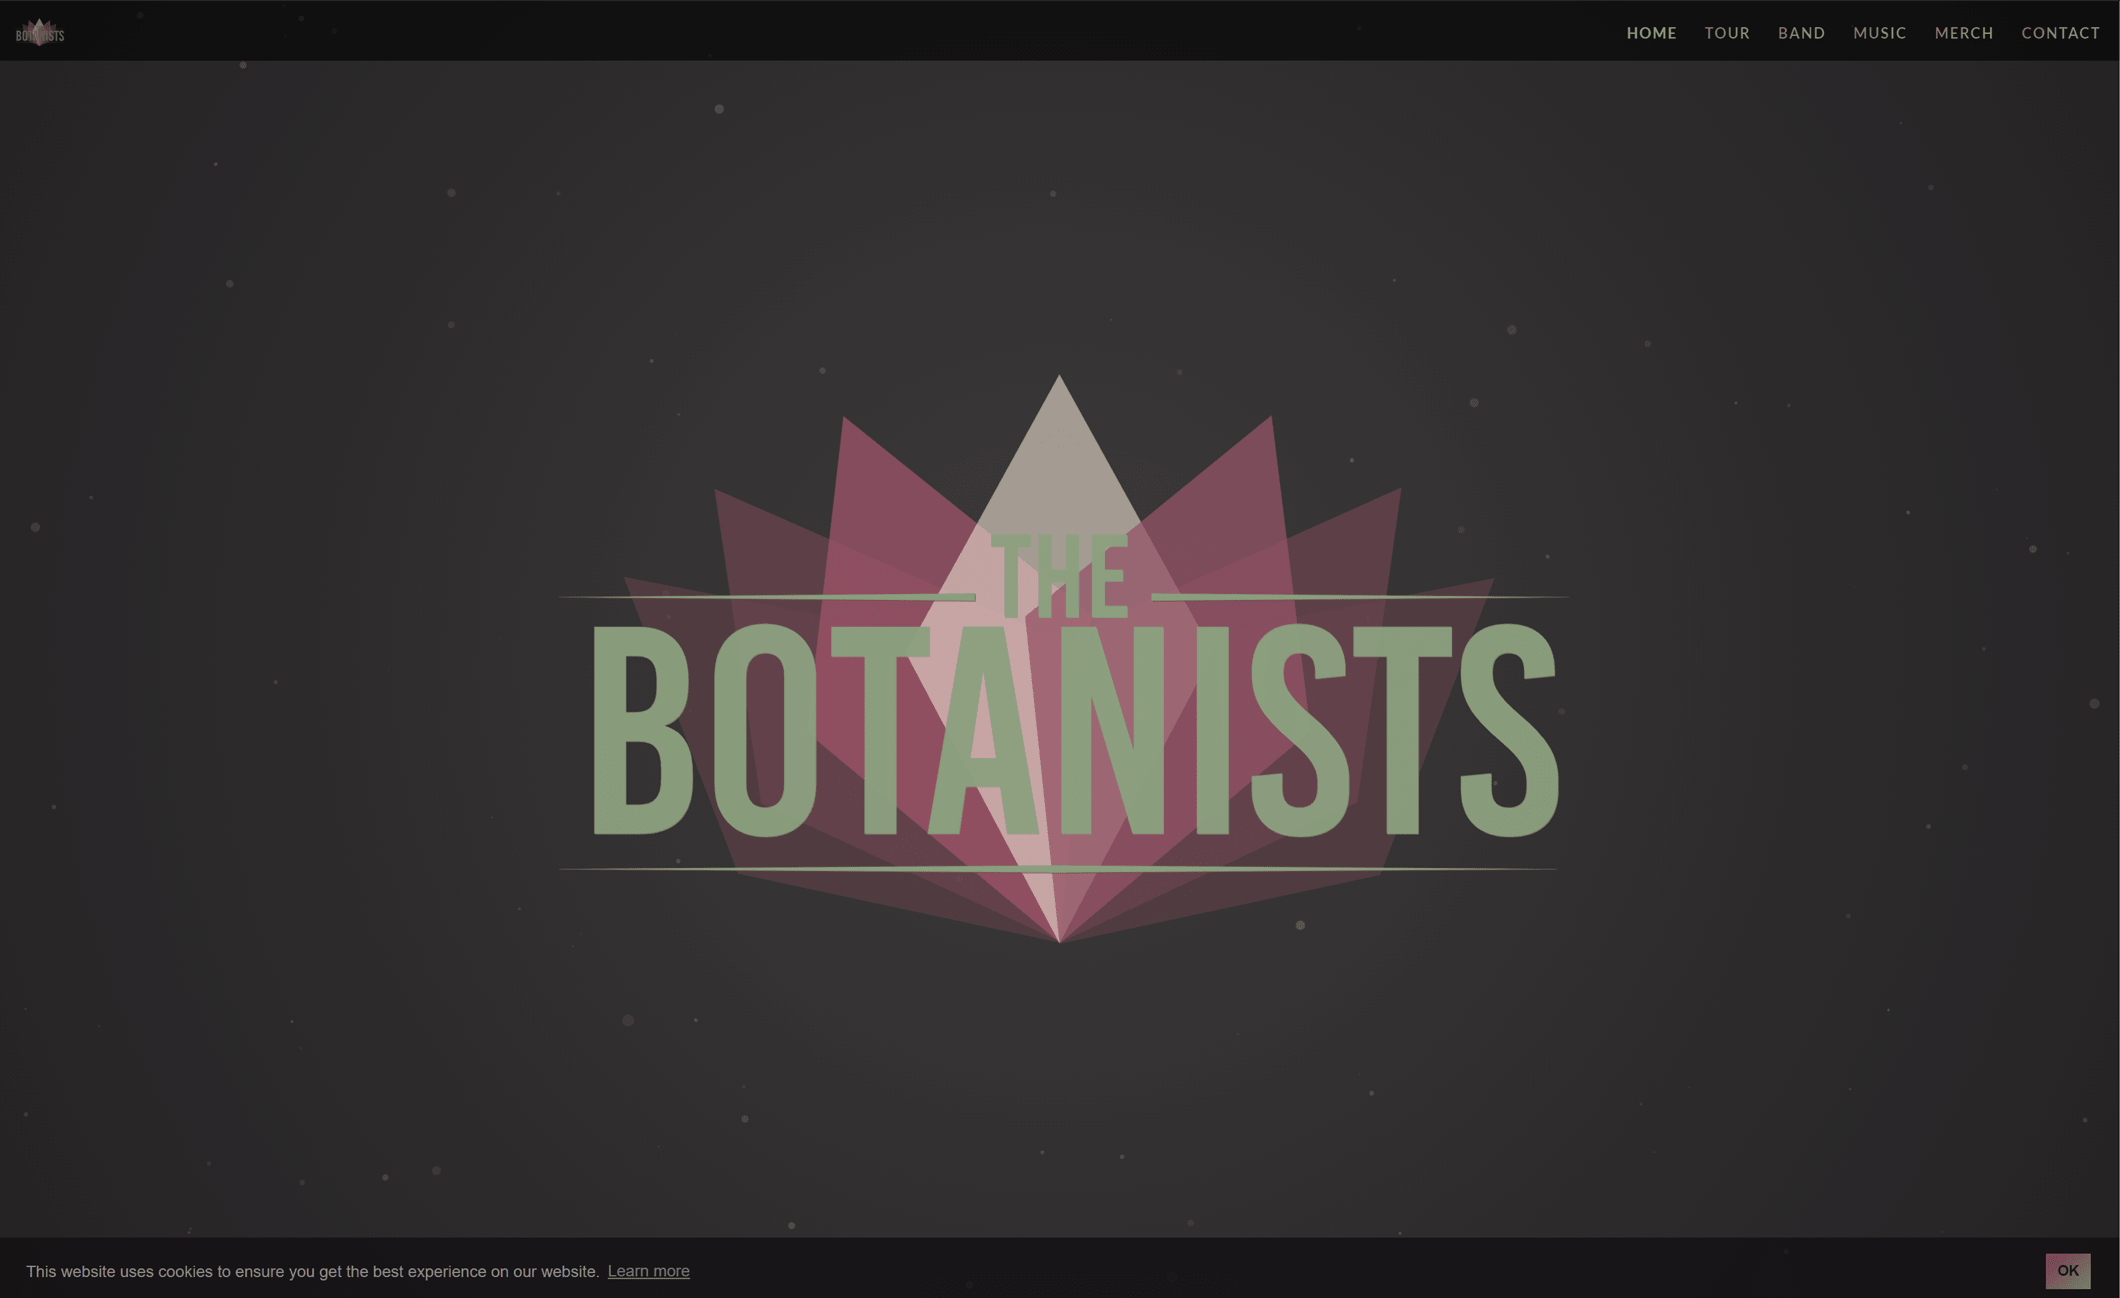 BOTANISTS
HOME TOUR BAND MUSIC MERCH CONTACT
THE
BOTANISTS
This website uses cookies to ensure you get the best experience on our website. Learn more
OK